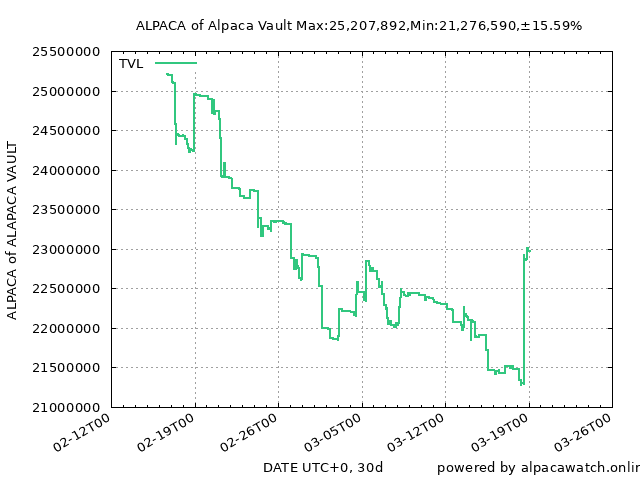 ALPACA of Alpaca Vault Max:25,207,892,Min:21,276,590,±15.59%
25500000
TVL
25000000
24500000
24000000
23500000
23000000
22500000
22000000
21500000
21000000
ALPACA of ALAPACA VAULT
02-12T00
02-19T00
02-26T00
03-05T00
03-12T00
03-19T00
03-26T00
DATE UTC+0, 30d
powered by alpacawatch.onlin